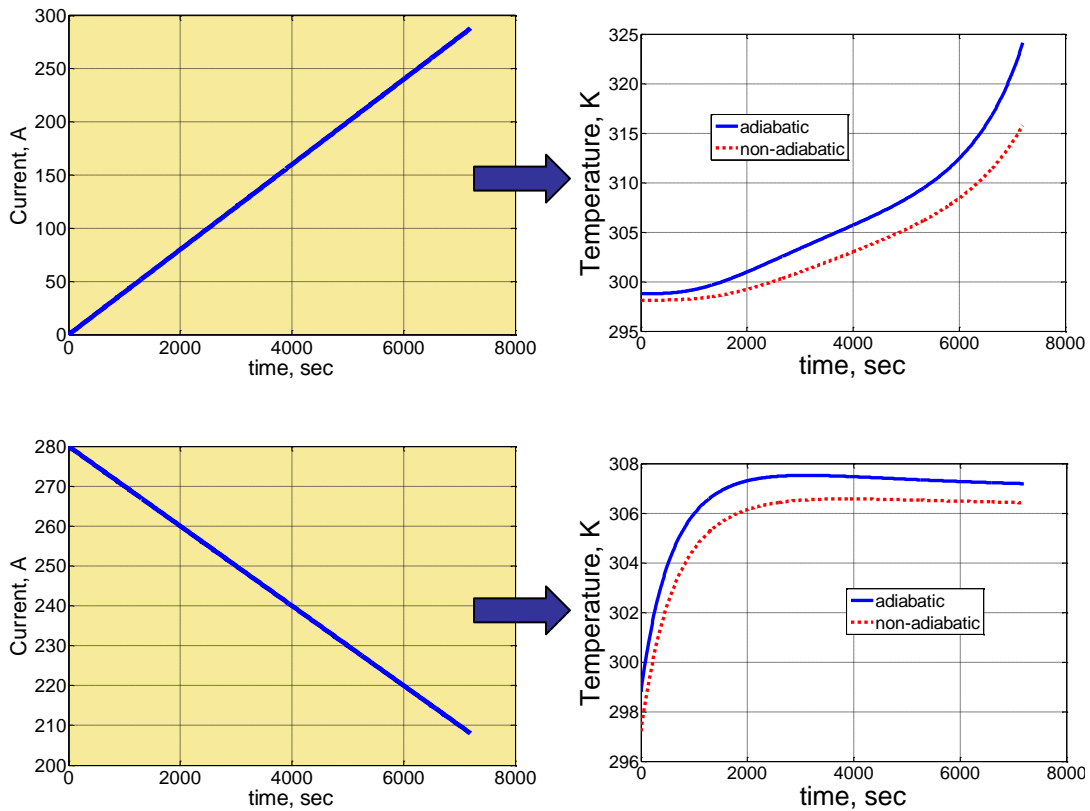 300
250
200
150
100
50
0
Current, A
0 2000 4000 6000 8000
time, sec
325
320
315
310
305
300
295
Temperature, K
adiabatic
non-adiabatic
0 2000 4000 6000 8000
time, sec
280
270
260
250
240
230
220
210
200
Current, A
0 2000 4000 6000 8000
time, sec
308
306
304
302
300
298
296
Temperature, K
adiabatic
non-adiabatic
0 2000 4000 6000 8000
time, sec